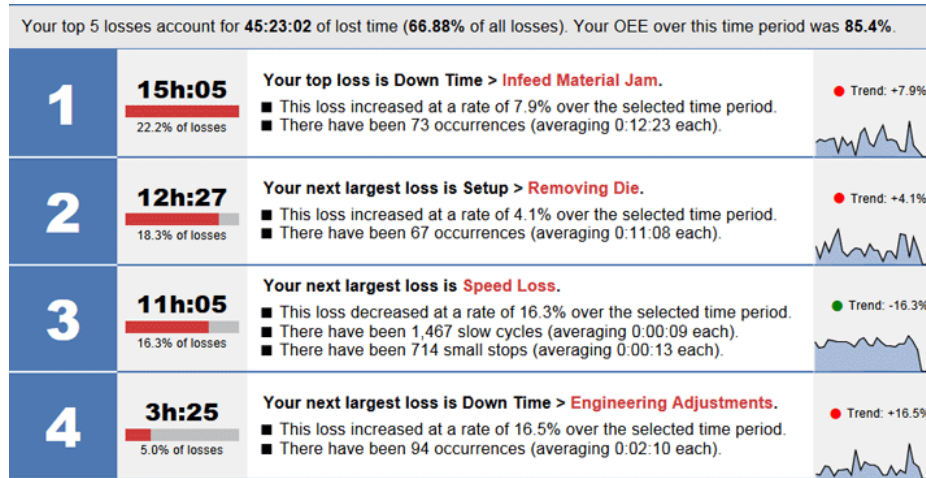 Your top 5 losses account for 45:23:02 of lost time (66.88% of all losses). Your OEE over this time period was 85.4%.
1
15h:05
22.2% of losses
Your top loss is Down Time > Infeed Material Jam.
■ This loss increased at a rate of 7.9% over the selected time period.
■ There have been 73 occurrences (averaging 0:12:23 each).
Trend: +7.9%
2
12h:27
18.3% of losses
Your next largest loss is Setup > Removing Die.
■ This loss increased at a rate of 4.1% over the selected time period.
■ There have been 67 occurrences (averaging 0:11:08 each).
Trend: +4.1%
3
11h:05
16.3% of losses
Your next largest loss is Speed Loss.
■ This loss decreased at a rate of 16.3% over the selected time period.
■ There have been 1,467 slow cycles (averaging 0:00:09 each).
■ There have been 714 small stops (averaging 0:00:13 each).
Trend: -16.3%
4
3h:25
5.0% of losses
Your next largest loss is Down Time > Engineering Adjustments.
■ This loss increased at a rate of 16.5% over the selected time period.
■ There have been 94 occurrences (averaging 0:02:10 each).
Trend: +16.5%